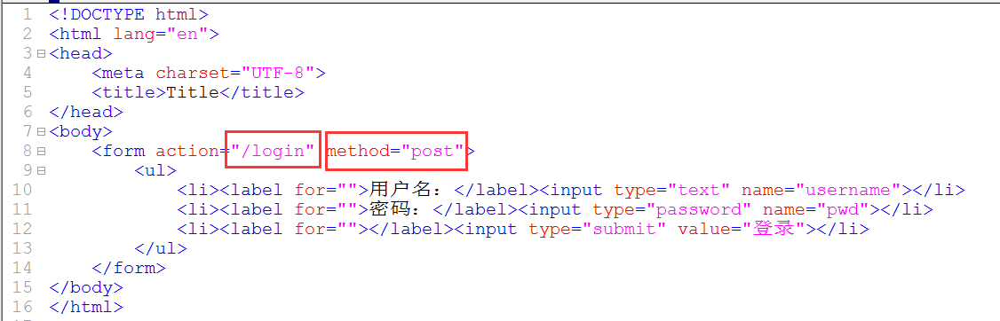 1 <!DOCTYPE html>
2 <html lang="en">
3 <head>
4 <meta charset="UTF-8">
5 <title>Title</title>
6 </head>
7 <body>
8 <form action="/login" method="post">
9 <ul>
10 <li><label for="">用户名：</label><input type="text" name="username"></li>
11 <li><label for="">密码：</label><input type="password" name="pwd"></li>
12 <li><label for=""></label><input type="submit" value="登录"></li>
13 </ul>
14 </form>
15 </body>
16 </html>